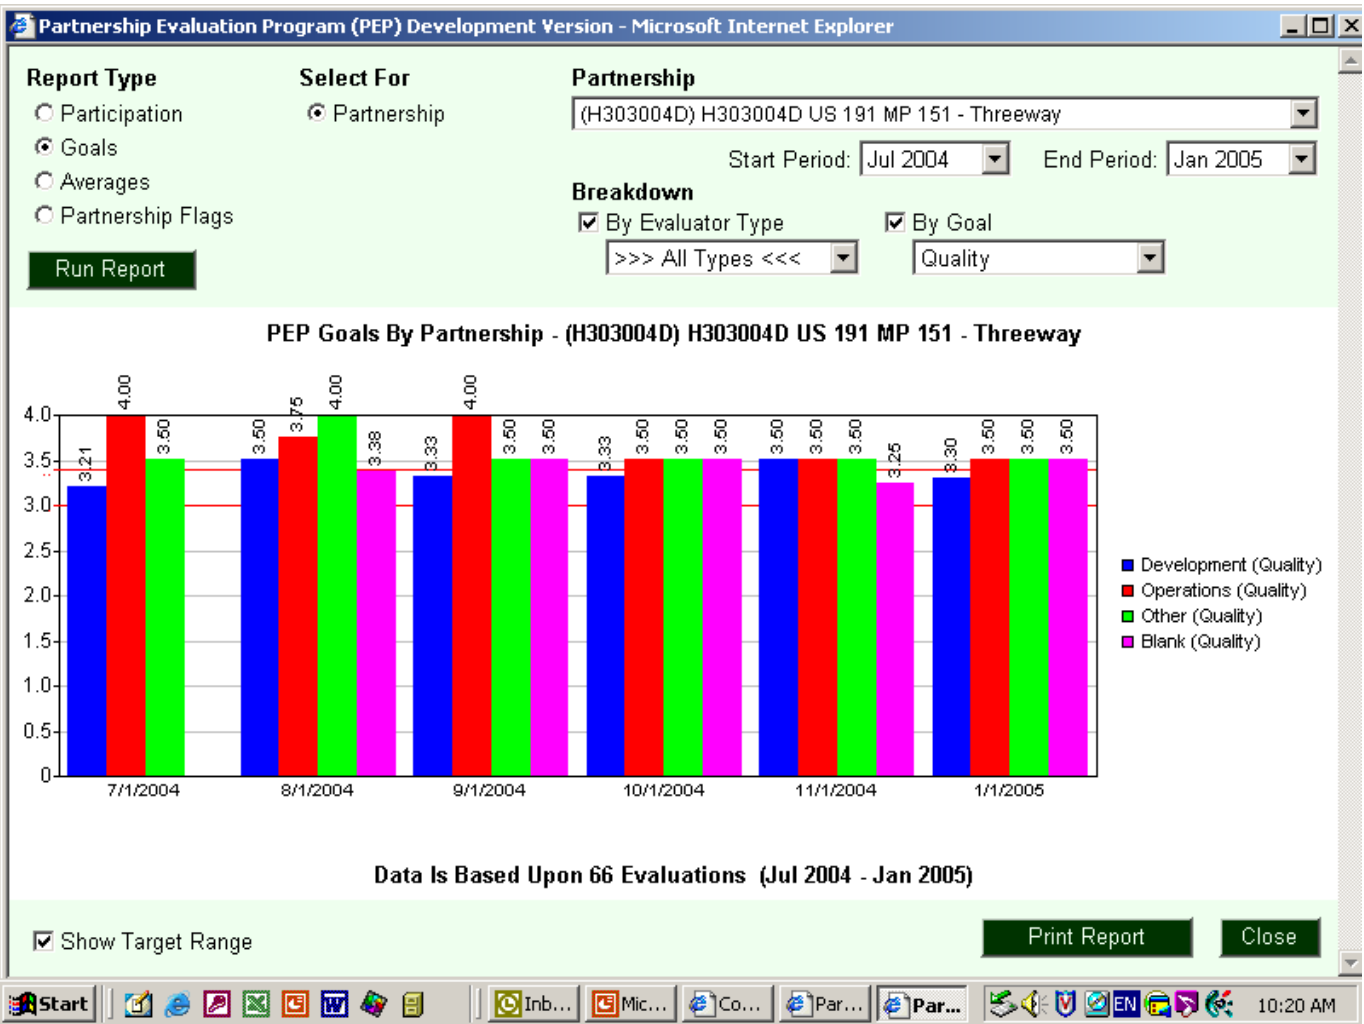 Partnership Evaluation Program (PEP) Development Version - Microsoft Internet Explorer
Report Type Select For Partnership
Participation Partnership (H303004D) H303004D US 191 MP 151 - Threeway
Goals Start Period: Jul 2004 End Period: Jan 2005
Averages Breakdown
Partnership Flags By Evaluator Type By Goal
Run Report >>> All Types <<< Quality
PEP Goals By Partnership - (H303004D) H303004D US 191 MP 151 - Threeway
3.21 4.00 3.50 3.50 3.75 4.00 3.38 3.33 4.00 3.50 3.50 3.33 3.50 3.50 3.50 3.50 3.50 3.50 3.25 3.30 3.50 3.50 3.50
4.0
3.5
3.0
2.5
2.0
1.5
1.0
0.5
0
7/1/2004 8/1/2004 9/1/2004 10/1/2004 11/1/2004 1/1/2005
Development (Quality)
Operations (Quality)
Other (Quality)
Blank (Quality)
Data Is Based Upon 66 Evaluations (Jul 2004 - Jan 2005)
Show Target Range Print Report Close
Start Inb... Mic... Co... Par... Par... EN 10:20 AM